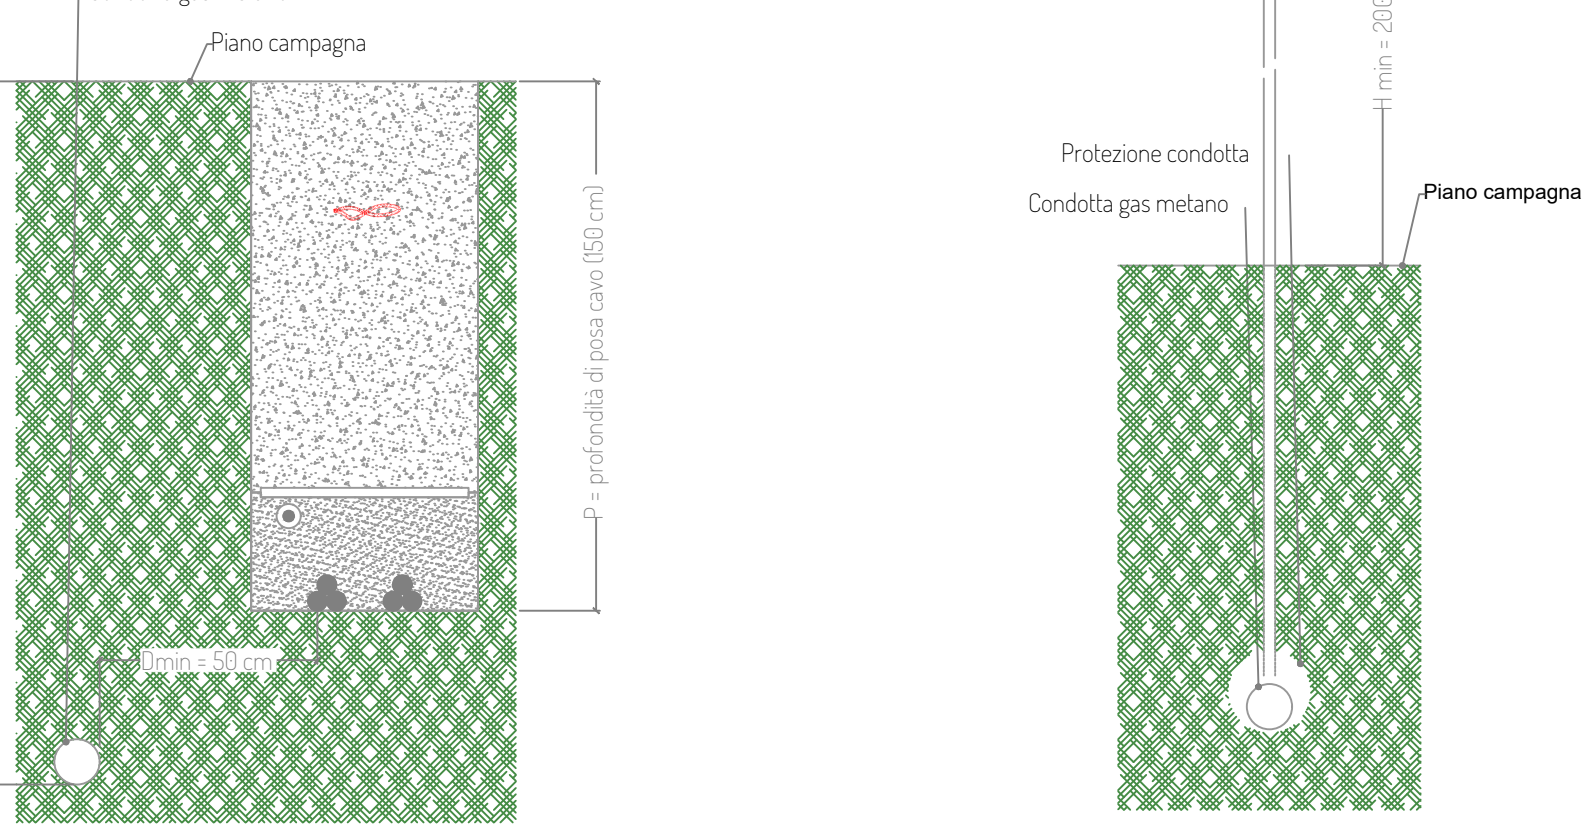 Piano campagna
P = profondità di posa cavo (150 cm)
Dmin = 50 cm
H min = 200
Protezione condotta
Condotta gas metano
Piano campagna